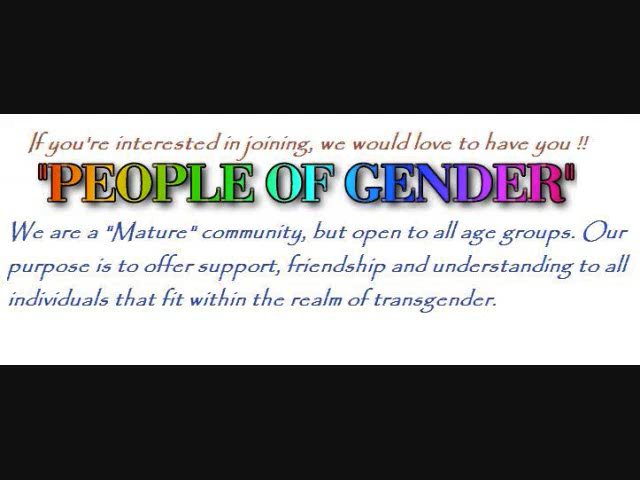 If you're interested in joining, we would love to have you !!
"PEOPLE OF GENDER"
We are a "Mature" community, but open to all age groups. Our
purpose is to offer support, friendship and understanding to all
individuals that fit within the realm of transgender.